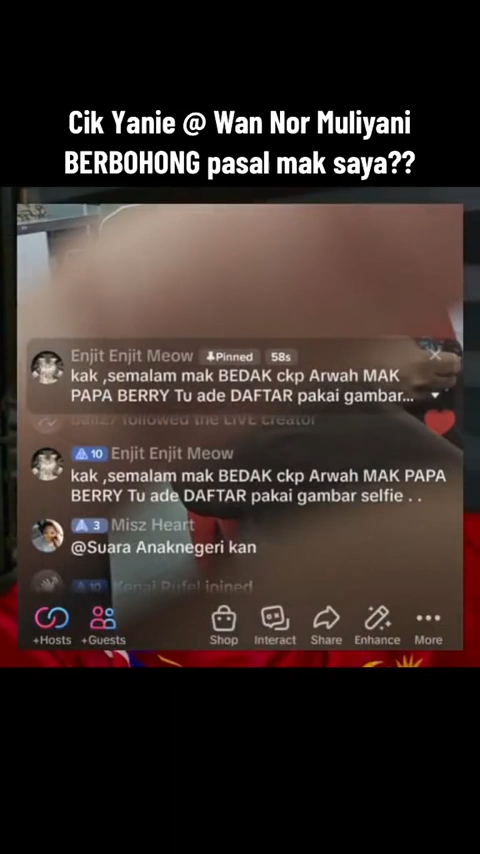 Cik Yanie @ Wan Nor Muliyani
BERBOHONG pasal mak saya??
Enjit Enjit Meow Pinned 58s
kak ,semalam mak BEDAK ckp Arwah MAK
PAPA BERRY Tu ade DAFTAR pakai gambar...
followed the LIVE creator
10 Enjit Enjit Meow
kak ,semalam mak BEDAK ckp Arwah MAK PAPA
BERRY Tu ade DAFTAR pakai gambar selfie . .
3 Misz Heart
@Suara Anaknegeri kan
10 Kenai Rufel joined
+Hosts +Guests Shop Interact Share Enhance More